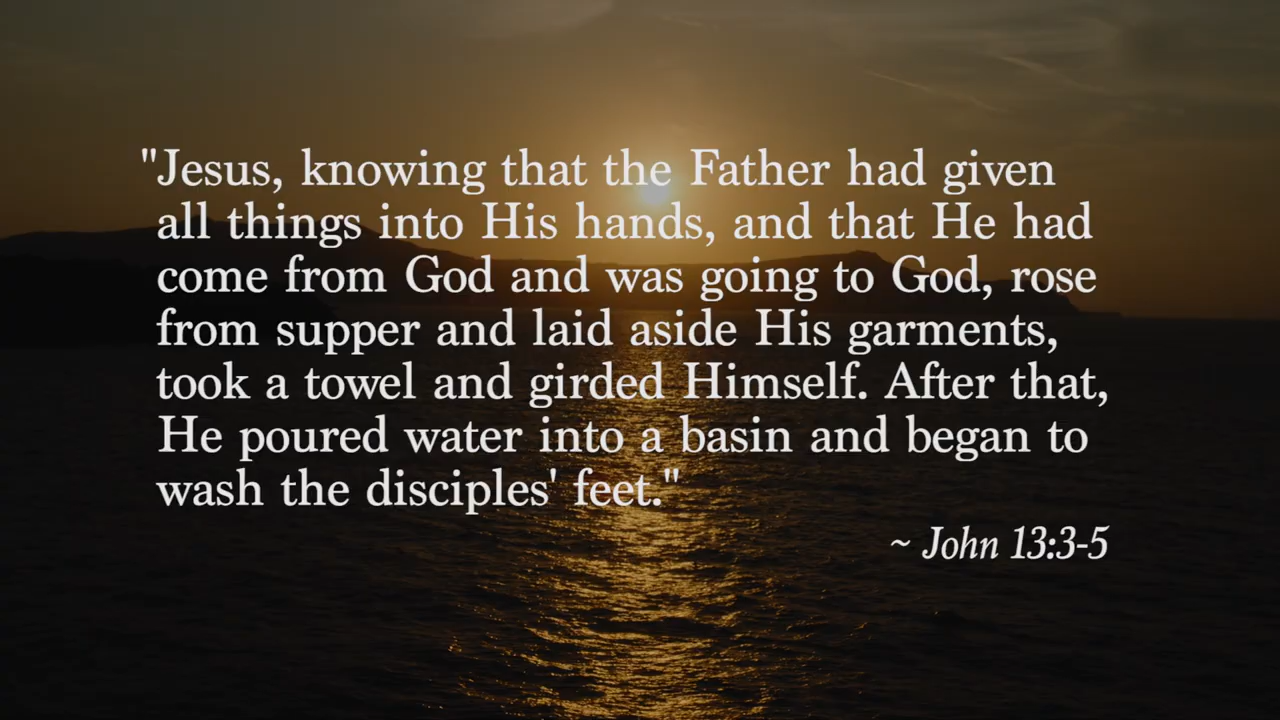 "Jesus, knowing that the Father had given
all things into His hands, and that He had
come from God and was going to God, rose
from supper and laid aside His garments,
took a towel and girded Himself. After that,
He poured water into a basin and began to
wash the disciples' feet."
~ John 13:3-5